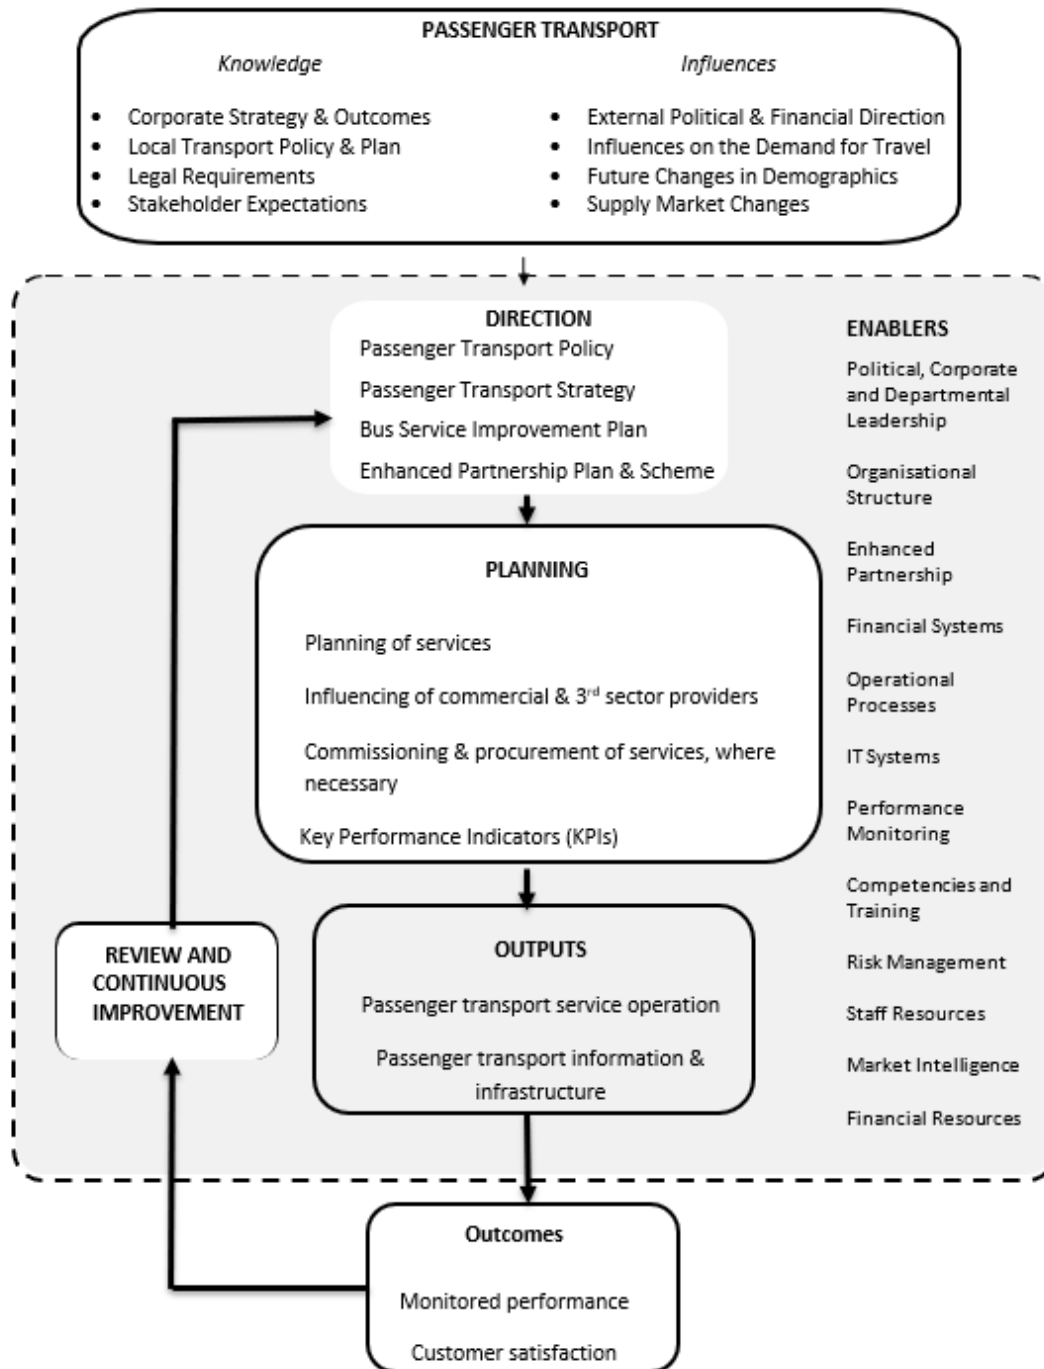 PASSENGER TRANSPORT
Knowledge
• Corporate Strategy & Outcomes
• Local Transport Policy & Plan
• Legal Requirements
• Stakeholder Expectations
Influences
• External Political & Financial Direction
• Influences on the Demand for Travel
• Future Changes in Demographics
• Supply Market Changes
DIRECTION
Passenger Transport Policy
Passenger Transport Strategy
Bus Service Improvement Plan
Enhanced Partnership Plan & Scheme
PLANNING
Planning of services
Influencing of commercial & 3rd sector providers
Commissioning & procurement of services, where
necessary
Key Performance Indicators (KPIs)
OUTPUTS
Passenger transport service operation
Passenger transport information &
infrastructure
Outcomes
Monitored performance
Customer satisfaction
REVIEW AND
CONTINUOUS
IMPROVEMENT
ENABLERS
Political, Corporate
and Departmental
Leadership
Organisational
Structure
Enhanced
Partnership
Financial Systems
Operational
Processes
IT Systems
Performance
Monitoring
Competencies and
Training
Risk Management
Staff Resources
Market Intelligence
Financial Resources